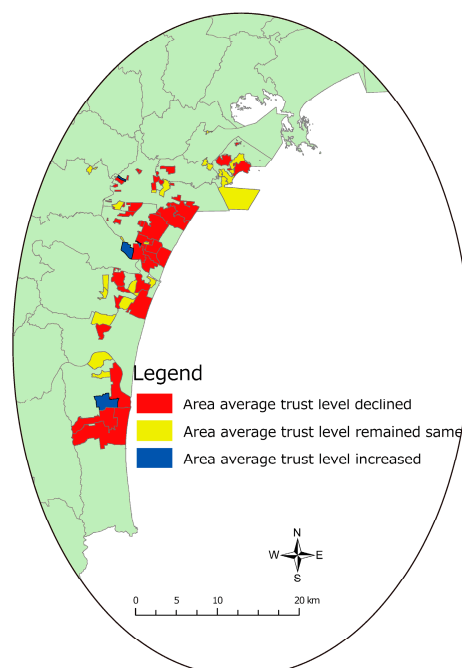 Legend
Area average trust level declined
Area average trust level remained same
Area average trust level increased
N
W E
S
0 5 10 20 km